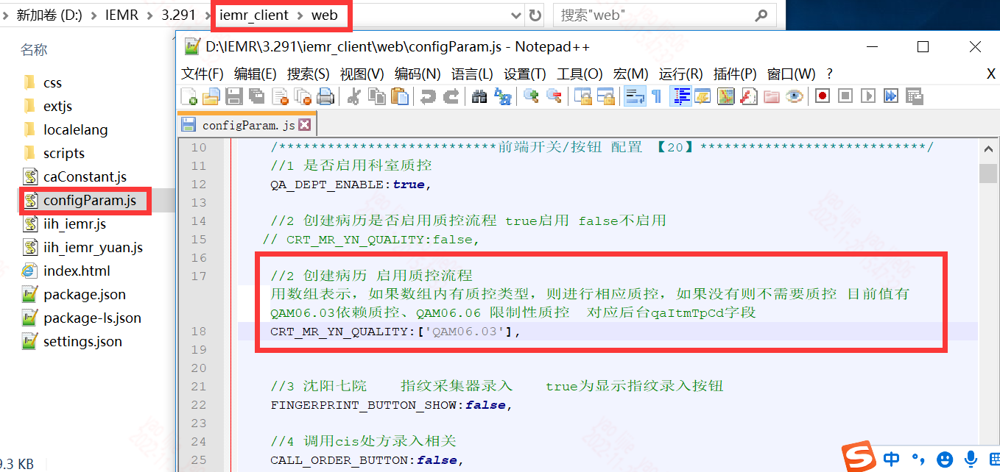 新加卷 (D:) › IEMR › 3.291 › iemr_client › web
搜索"web"
名称
css
extjs
localelang
scripts
caConstant.js
configParam.js
iih_iemr.js
iih_iemr_yuan.js
index.html
package.json
package-ls.json
settings.json
9.3 KB
D:\IEMR\3.291\iemr_client\web\configParam.js - Notepad++
文件(F) 编辑(E) 搜索(S) 视图(V) 编码(N) 语言(L) 设置(T) 工具(O) 宏(M) 运行(R) 插件(P) 窗口(W) ? X
configParam.js
10 /***************************前端开关/按钮 配置 【20】****************************/
11 //1 是否启用科室质控
12 QA_DEPT_ENABLE:true,
13
14 //2 创建病历是否启用质控流程 true启用 false不启用
15 // CRT_MR_YN_QUALITY:false,
16
17 //2 创建病历 启用质控流程
用数组表示，如果数组内有质控类型，则进行相应质控，如果没有则不需要质控 目前值有
QAM06.03依赖质控、QAM06.06 限制性质控 对应后台qaItmTpCd字段
18 CRT_MR_YN_QUALITY:['QAM06.03'],
19
20
21 //3 沈阳七院 指纹采集器录入 true为显示指纹录入按钮
22 FINGERPRINT_BUTTON_SHOW:false,
23
24 //4 调用cis处方录入相关
25 CALL_ORDER_BUTTON:false,
中